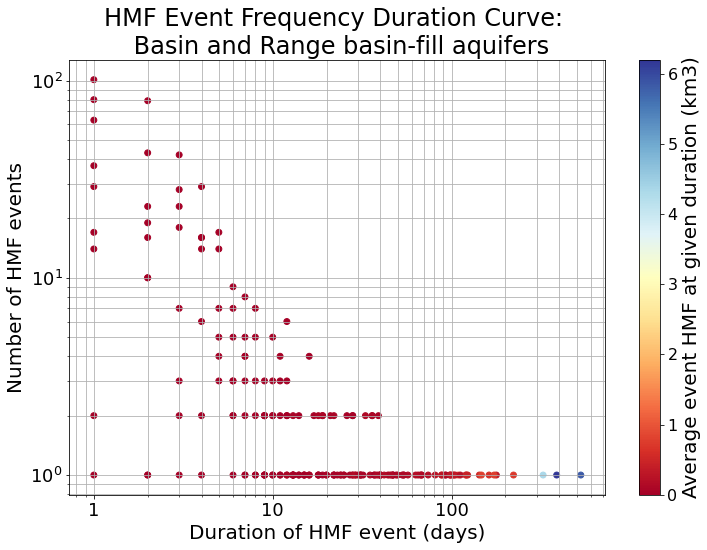 HMF Event Frequency Duration Curve:
Basin and Range basin-fill aquifers
Number of HMF events
10²
10¹
10⁰
1
10
100
Duration of HMF event (days)
6
5
4
3
2
1
0
Average event HMF at given duration (km3)